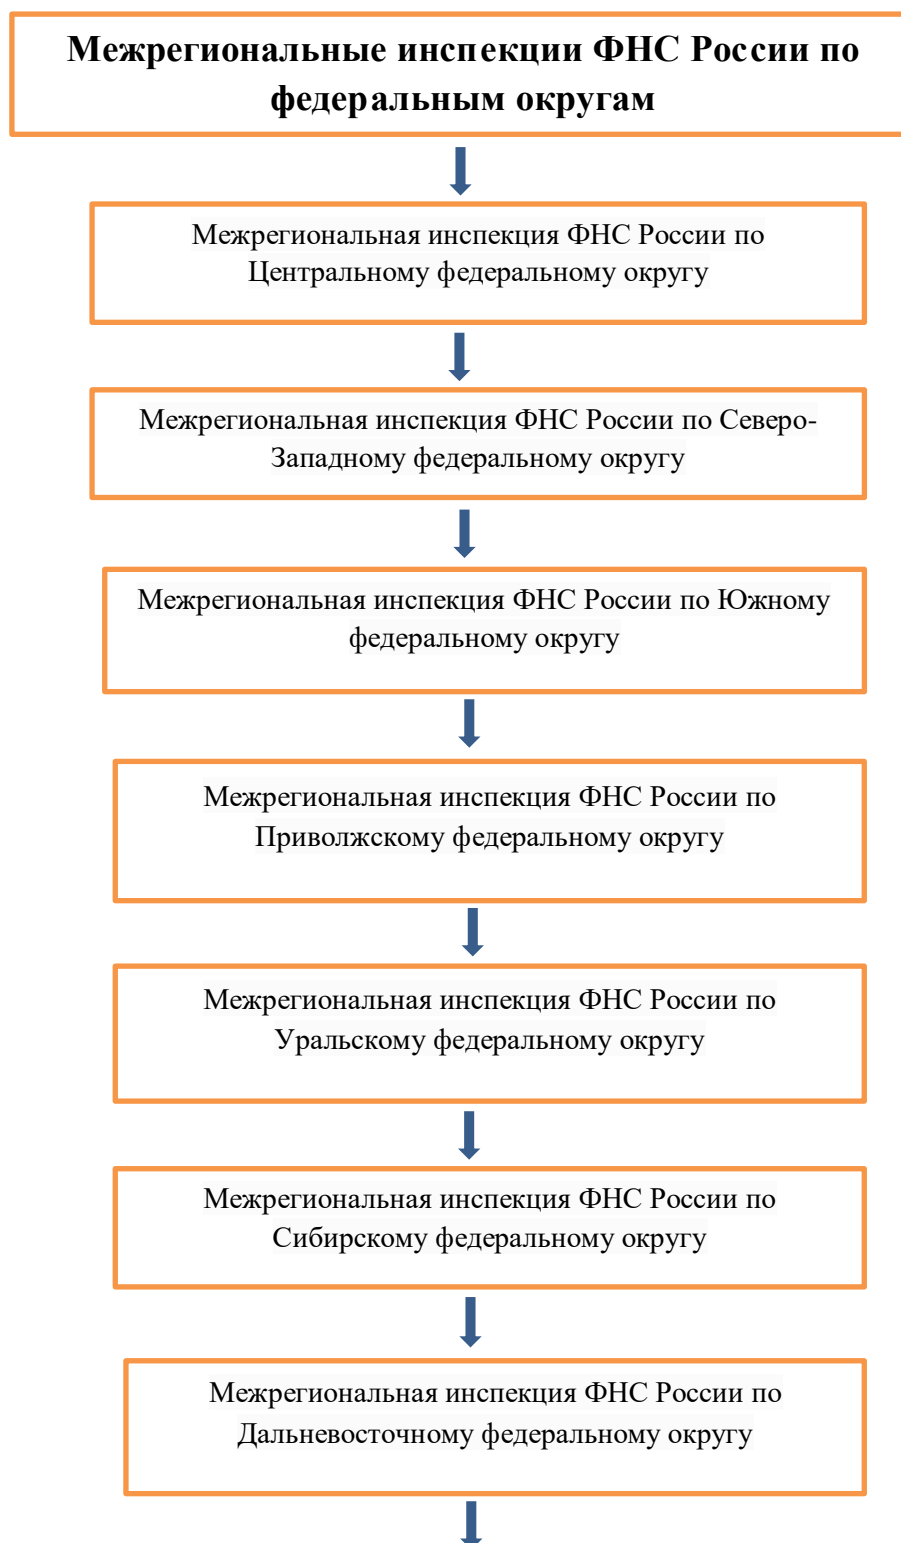 Межрегиональные инспекции ФНС России по
федеральным округам
Межрегиональная инспекция ФНС России по
Центральному федеральному округу
Межрегиональная инспекция ФНС России по Северо-
Западному федеральному округу
Межрегиональная инспекция ФНС России по Южному
федеральному округу
Межрегиональная инспекция ФНС России по
Приволжскому федеральному округу
Межрегиональная инспекция ФНС России по
Уральскому федеральному округу
Межрегиональная инспекция ФНС России по
Сибирскому федеральному округу
Межрегиональная инспекция ФНС России по
Дальневосточному федеральному округу